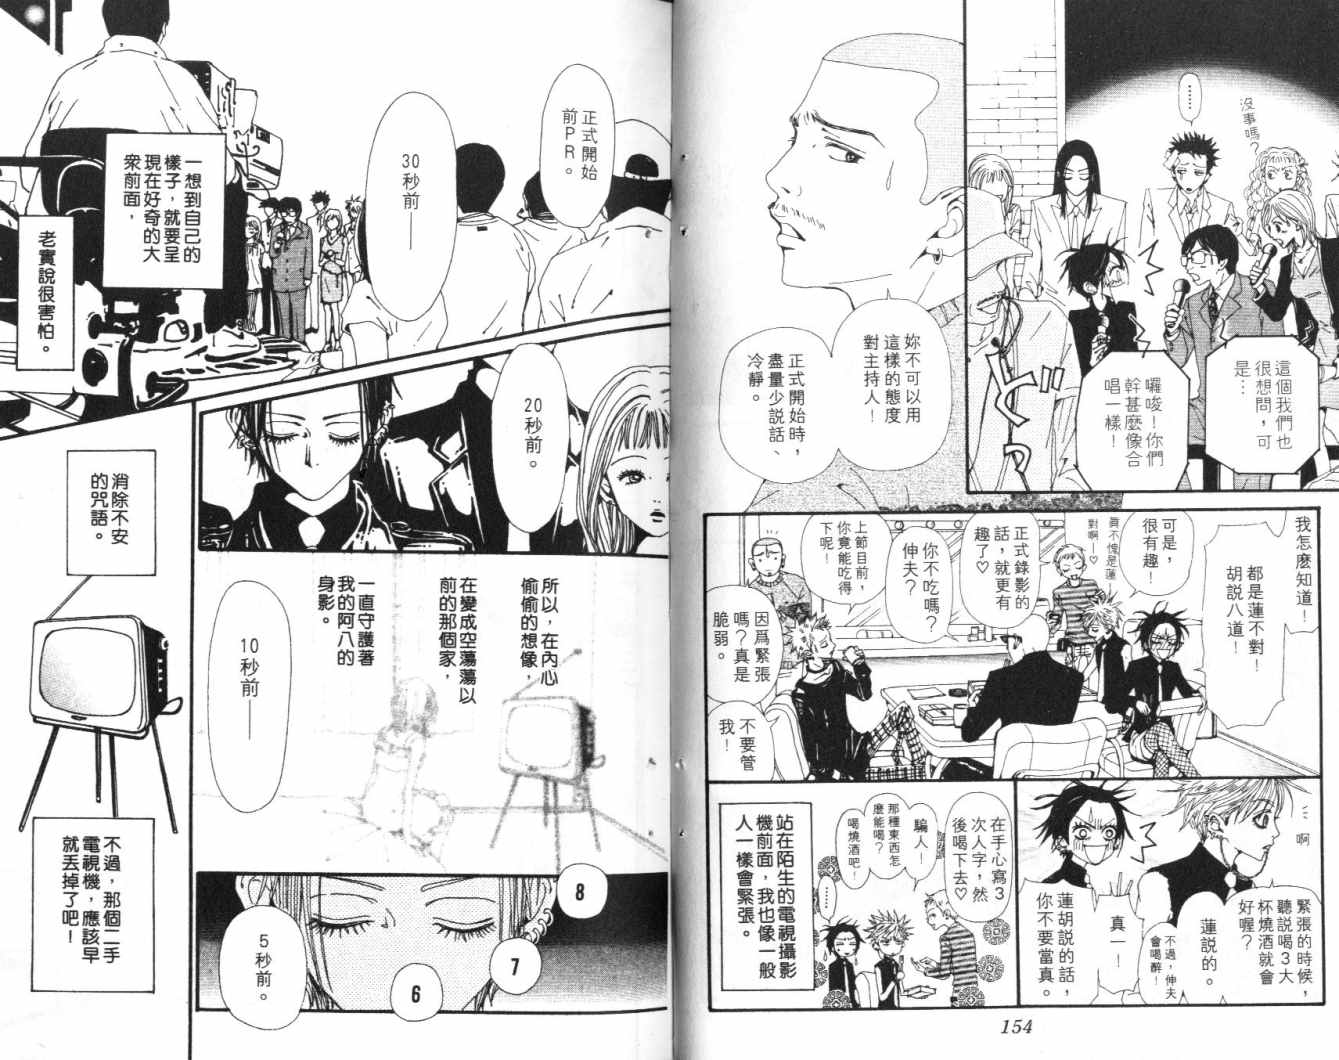 ……
沒事嗎？
這個我們也
很想問，可
是…
囉唆！你們
幹甚麼像合
唱一樣！
妳不可以用
這樣的態度
對主持人！
正式開始時，
盡量少說話、
冷靜。
我怎麼知道！
都是蓮不對！
胡說八道！
可是，
很有趣！
真不愧是蓮
對啊！♡
正式錄影的
話，就更有
趣了♡
你不吃嗎？
伸夫？
上節目前，
你竟能吃得
下呢！
因為緊張
嗎？真是
脆弱。
不要管
我！
啊
緊張的時候，
聽說喝3大
杯燒酒就會
好喔？
不過，伸夫
會喝醉！
蓮說的。
真一！
蓮胡說的話，
你不要當真。
在手心寫3
次人字，然
後喝下去♡
騙人！
那種東西怎
麼能喝？
喝燒酒吧！
……
站在陌生的電視攝影
機前面，我也像一般
人一樣會緊張。
154
正式開始
前PR。
30秒前——
一想到自己的
樣子，就要呈
現在好奇的大
眾前面，
老實說很害怕。
20秒前。
所以，在內心
偷偷的想像，
在變成空蕩蕩以
前的那個家，
一直守護著
我的阿八的
身影。
10秒前——
8
7
6
5秒前。
消除不安
的咒語。
不過，那個二手
電視機，應該早
就丟掉了吧！